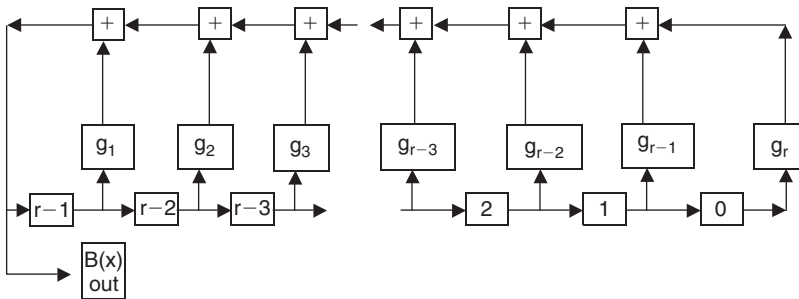 + + + + + +
g₁ g₂ g₃ gᵣ₋₃ gᵣ₋₂ gᵣ₋₁ gᵣ
r−1 r−2 r−3 2 1 0
B(x)
out